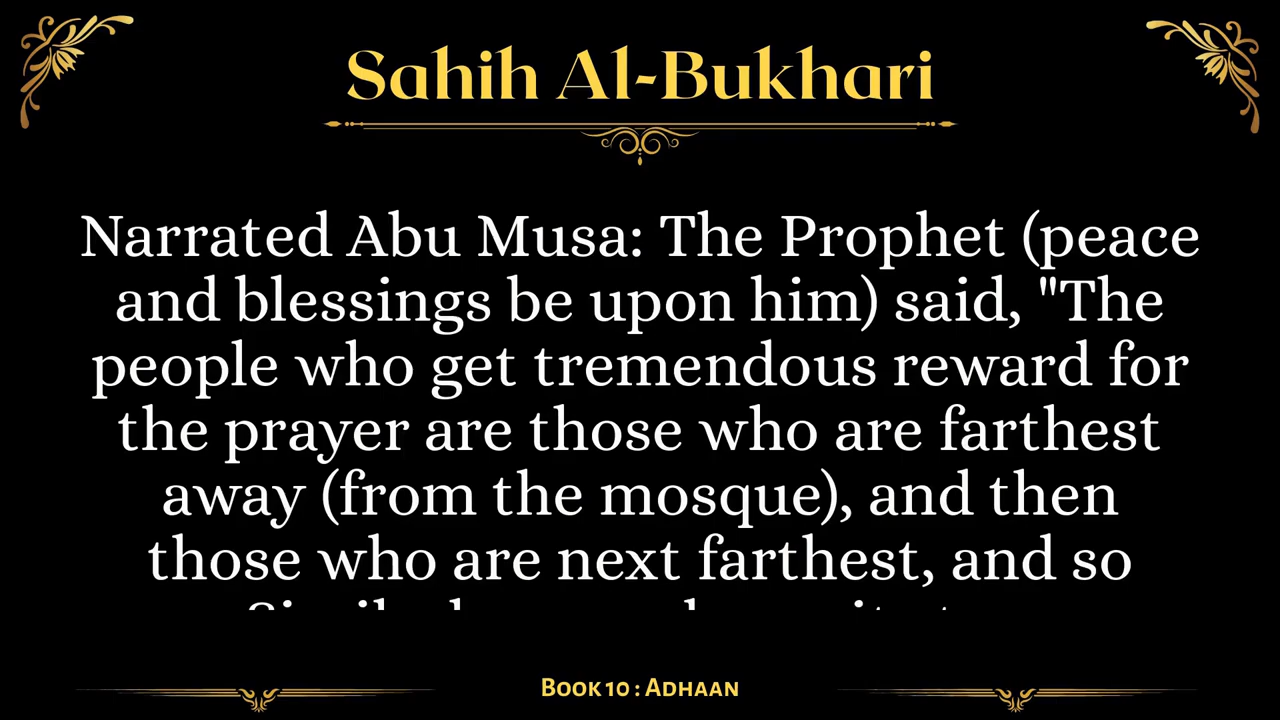 Sahih Al-Bukhari
Narrated Abu Musa: The Prophet (peace
and blessings be upon him) said, "The
people who get tremendous reward for
the prayer are those who are farthest
away (from the mosque), and then
those who are next farthest, and so
Book 10 : Adhaan